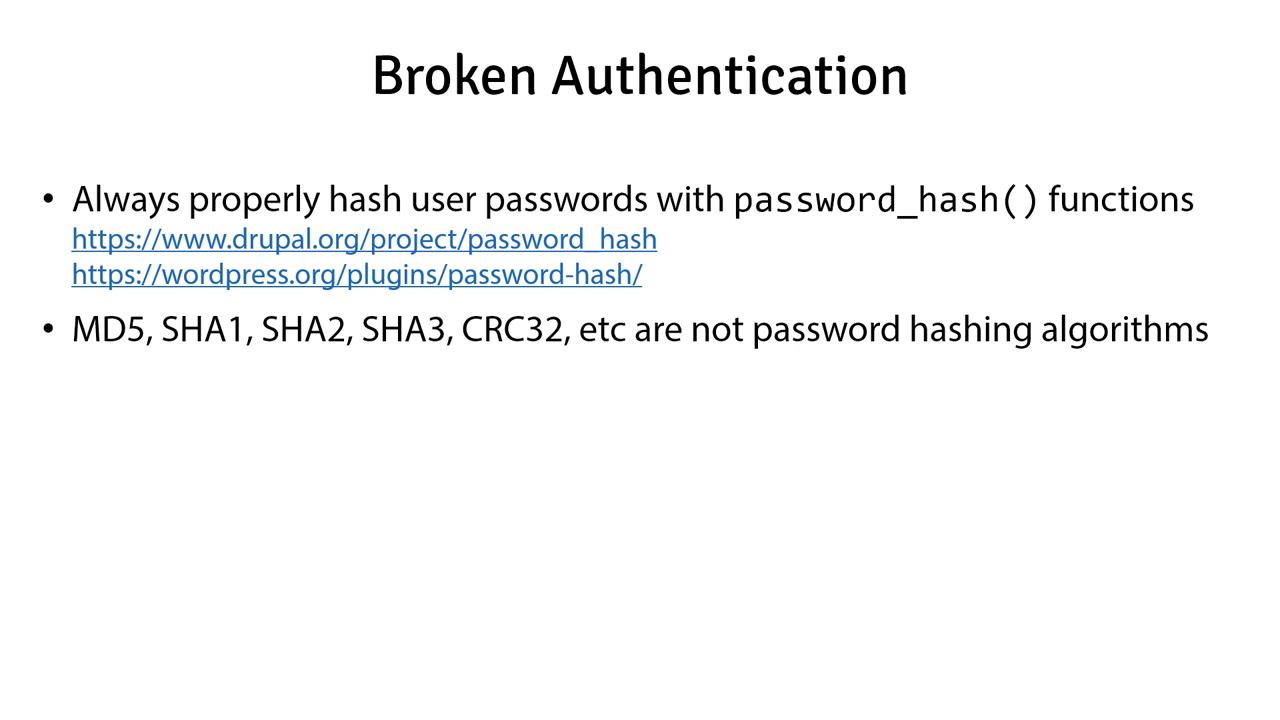 Broken Authentication
• Always properly hash user passwords with password_hash() functions
https://www.drupal.org/project/password_hash
https://wordpress.org/plugins/password-hash/
• MD5, SHA1, SHA2, SHA3, CRC32, etc are not password hashing algorithms